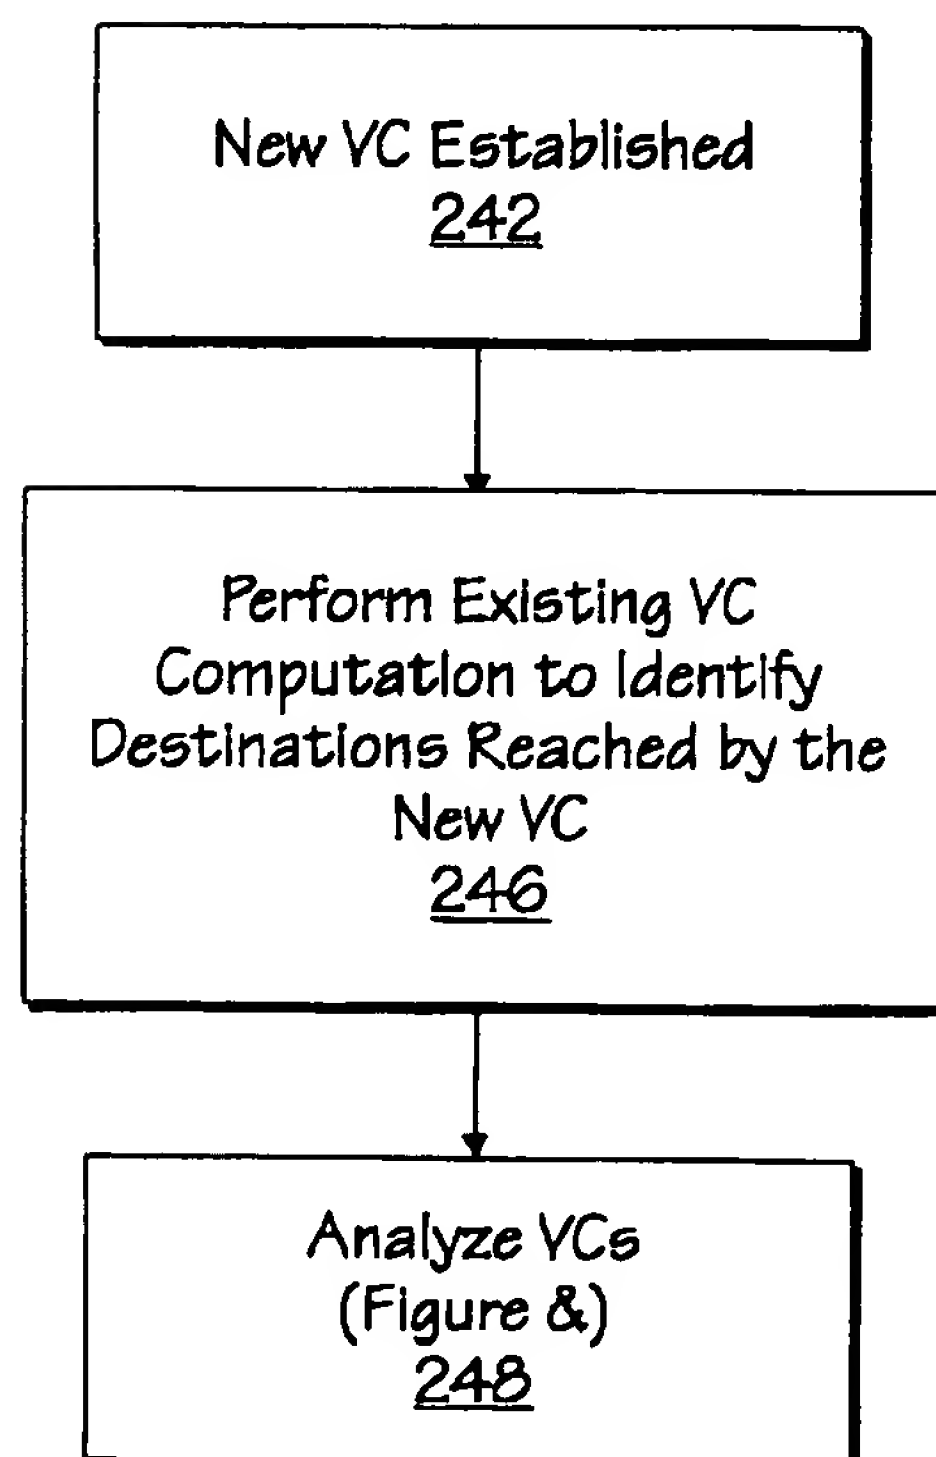 New VC Established
242
Perform Existing VC
Computation to Identify
Destinations Reached by the
New VC
246
Analyze VCs
(Figure &)
248